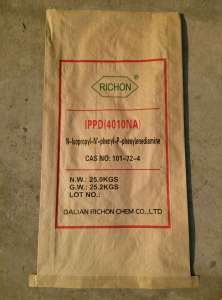 RICHON
IPPD(4010NA)
N-Isopropyl-N'-phenyl-P-phenylenediamine
CAS NO: 101-72-4
N.W.: 25.0KGS
G.W.: 25.2KGS
LOT NO.:
DALIAN RICHON CHEM CO.,LTD